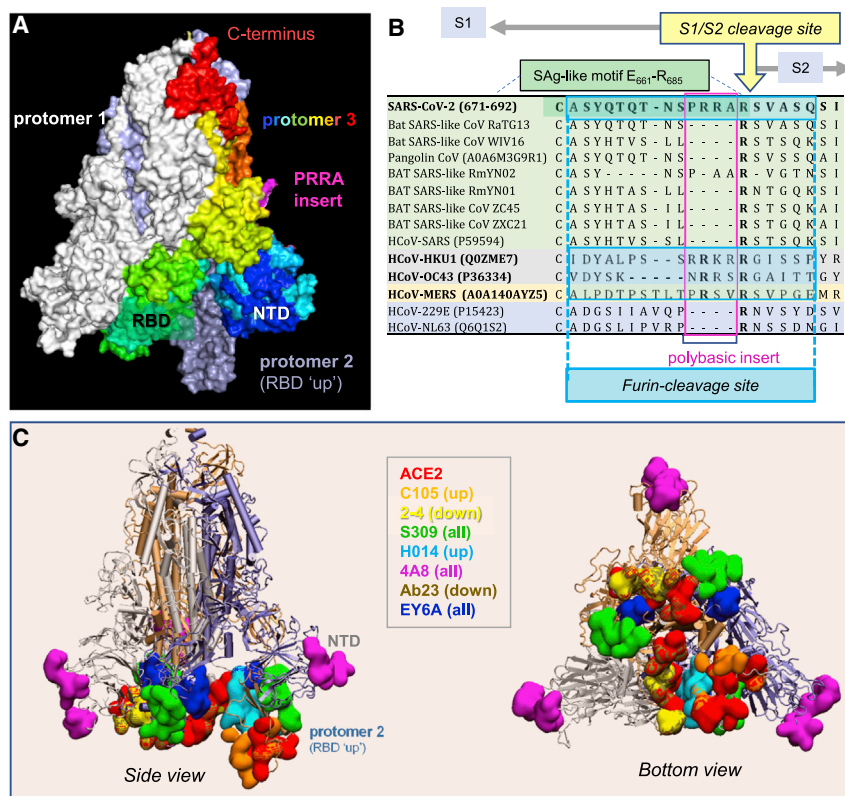 A
C-terminus
protomer 1
protomer 3
PRRA
insert
RBD
NTD
protomer 2
(RBD 'up')
B
S1
S1/S2 cleavage site
S2
SAg-like motif E661-R685
SARS-CoV-2 (671-692) C A S Y Q T Q T - N S P R R A R S V A S Q S I
Bat SARS-like CoV RaTG13 C A S Y Q T Q T - N S - - - - R S V A S Q S I
Bat SARS-like CoV WIV16 C A S Y H T V S - L L - - - - R S T S Q K S I
Pangolin CoV (A0A6M3G9R1) C A S Y Q T Q T - N S - - - - R S V S S Q A I
BAT SARS-like RmYN02 C A S Y - - - - - N S P - A A R - V G T N S I
BAT SARS-like RmYN01 C A S Y H T A S - L L - - - - R N T G Q K S I
BAT SARS-like CoV ZC45 C A S Y H T A S - I L - - - - R S T S Q K A I
BAT SARS-like CoV ZXC21 C A S Y H T A S - I L - - - - R S T G Q K A I
HCoV-SARS (P59594) C A S Y H T V S - L L - - - - R S T S Q K S I
HCoV-HKU1 (Q0ZME7) C I D Y A L P S - S R R K R R G I S S P Y R
HCoV-OC43 (P36334) C V D Y S K - - - - N R R S R G A I T T G Y
HCoV-MERS (A0A140AYZ5) C A L P D T P S T L T P R S V R S V P G E M R
HCoV-229E (P15423) C A D G S I I A V Q P - - - - R N V S Y D S V
HCoV-NL63 (Q6Q1S2) C A D G S L I P V R P - - - - R N S S D N G I
polybasic insert
Furin-cleavage site
C
ACE2
C105 (up)
2-4 (down)
S309 (all)
H014 (up)
4A8 (all)
Ab23 (down)
EY6A (all)
NTD
protomer 2
(RBD 'up')
Side view
Bottom view